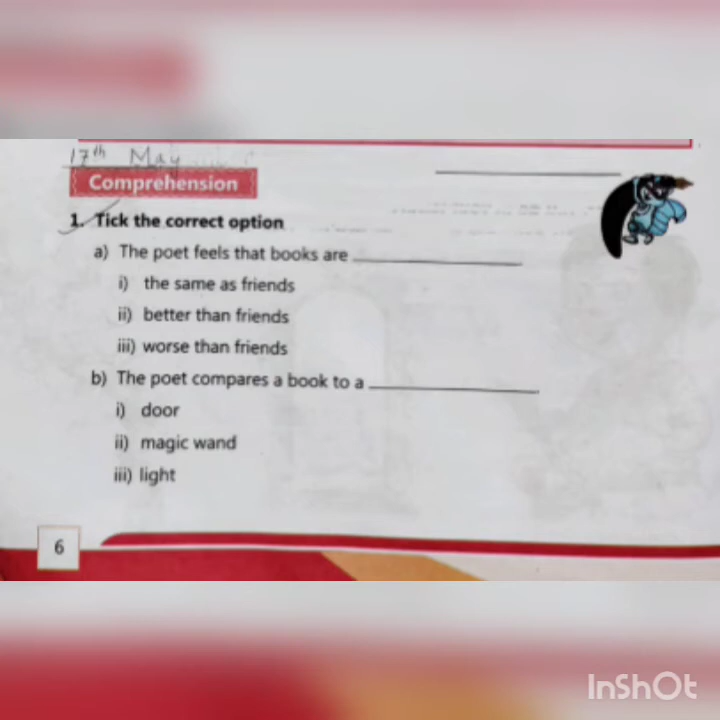 17th May
Comprehension
1. Tick the correct option
a) The poet feels that books are
i) the same as friends
ii) better than friends
iii) worse than friends
b) The poet compares a book to a
i) door
ii) magic wand
iii) light
6
InShOt